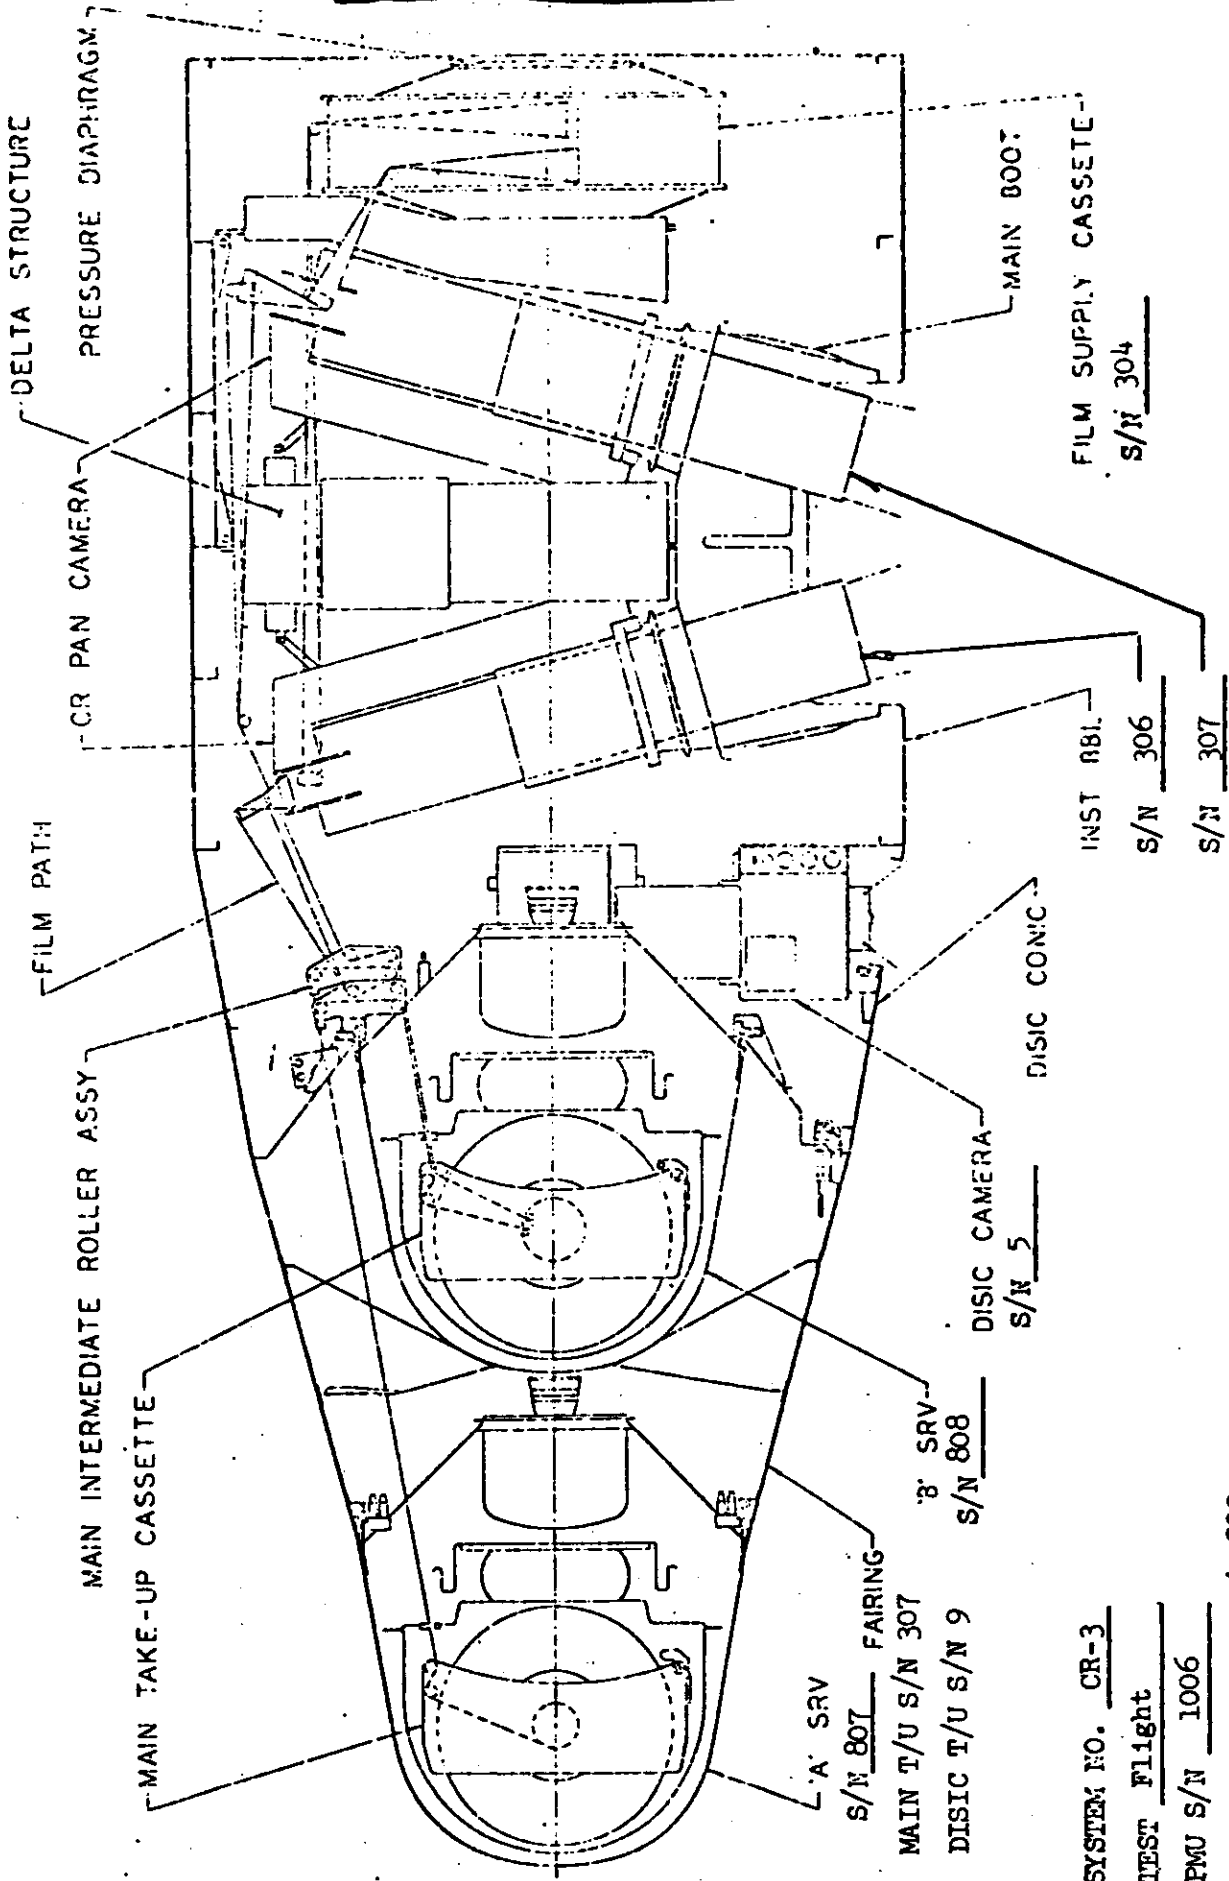 DELTA STRUCTURE
PRESSURE DIAPHRAGM
CR PAN CAMERA
FILM PATH
MAIN INTERMEDIATE ROLLER ASSY
MAIN TAKE-UP CASSETTE
MAIN BOOT
FILM SUPPLY CASSETE
S/N 304
INST BBL
S/N 306
S/N 307
DISIC CONIC
DISIC CAMERA
S/N 5
'B' SRV
S/N 808
FAIRING
'A' SRV
S/N 807
MAIN T/U S/N 307
DISIC T/U S/N 9
SYSTEM NO. CR-3
TEST Flight
PMU S/N 1006